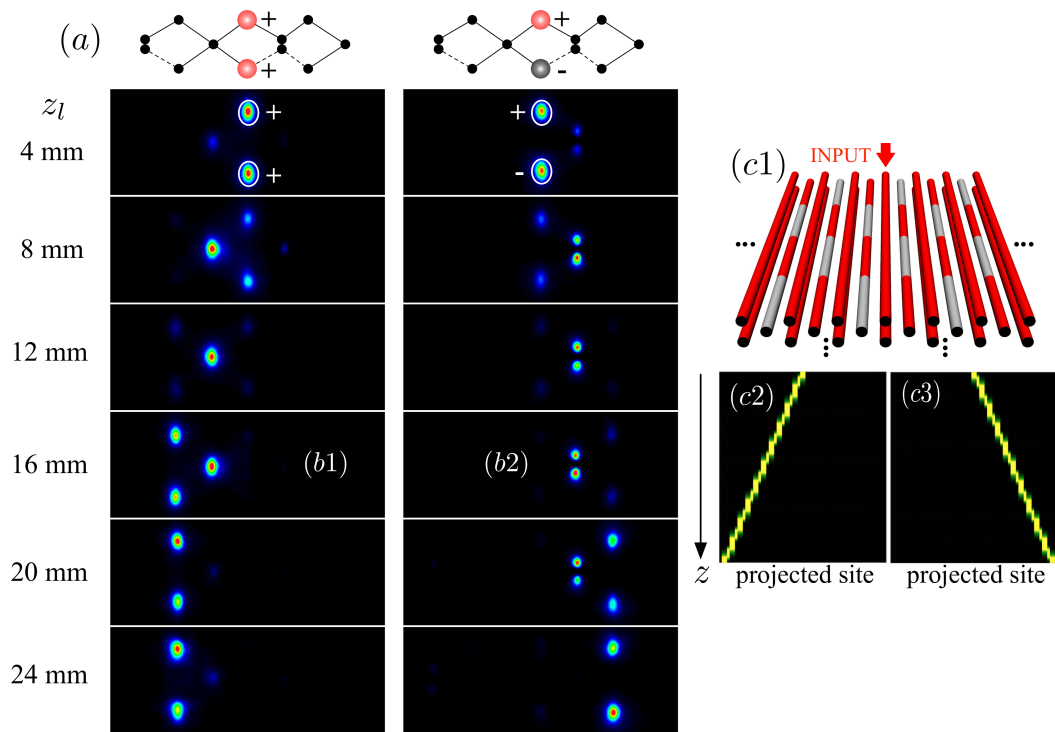 (a)
+
+
+
-
z_l
4 mm
+
+
+
-
8 mm
12 mm
16 mm
(b1)
(b2)
20 mm
24 mm
(c1)
INPUT
...
...
...
...
(c2)
(c3)
z
projected site
projected site